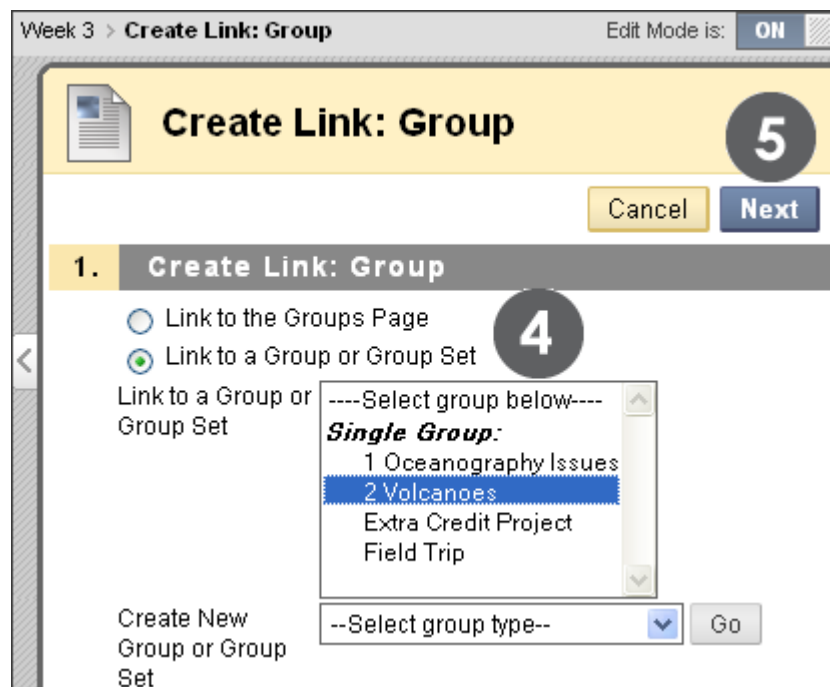 Week 3 > Create Link: Group Edit Mode is: ON
Create Link: Group
5
Cancel Next
1. Create Link: Group
Link to the Groups Page
4
Link to a Group or Group Set
Link to a Group or
Group Set
----Select group below----
Single Group:
1 Oceanography Issues
2 Volcanoes
Extra Credit Project
Field Trip
Create New
Group or Group
Set
--Select group type-- Go